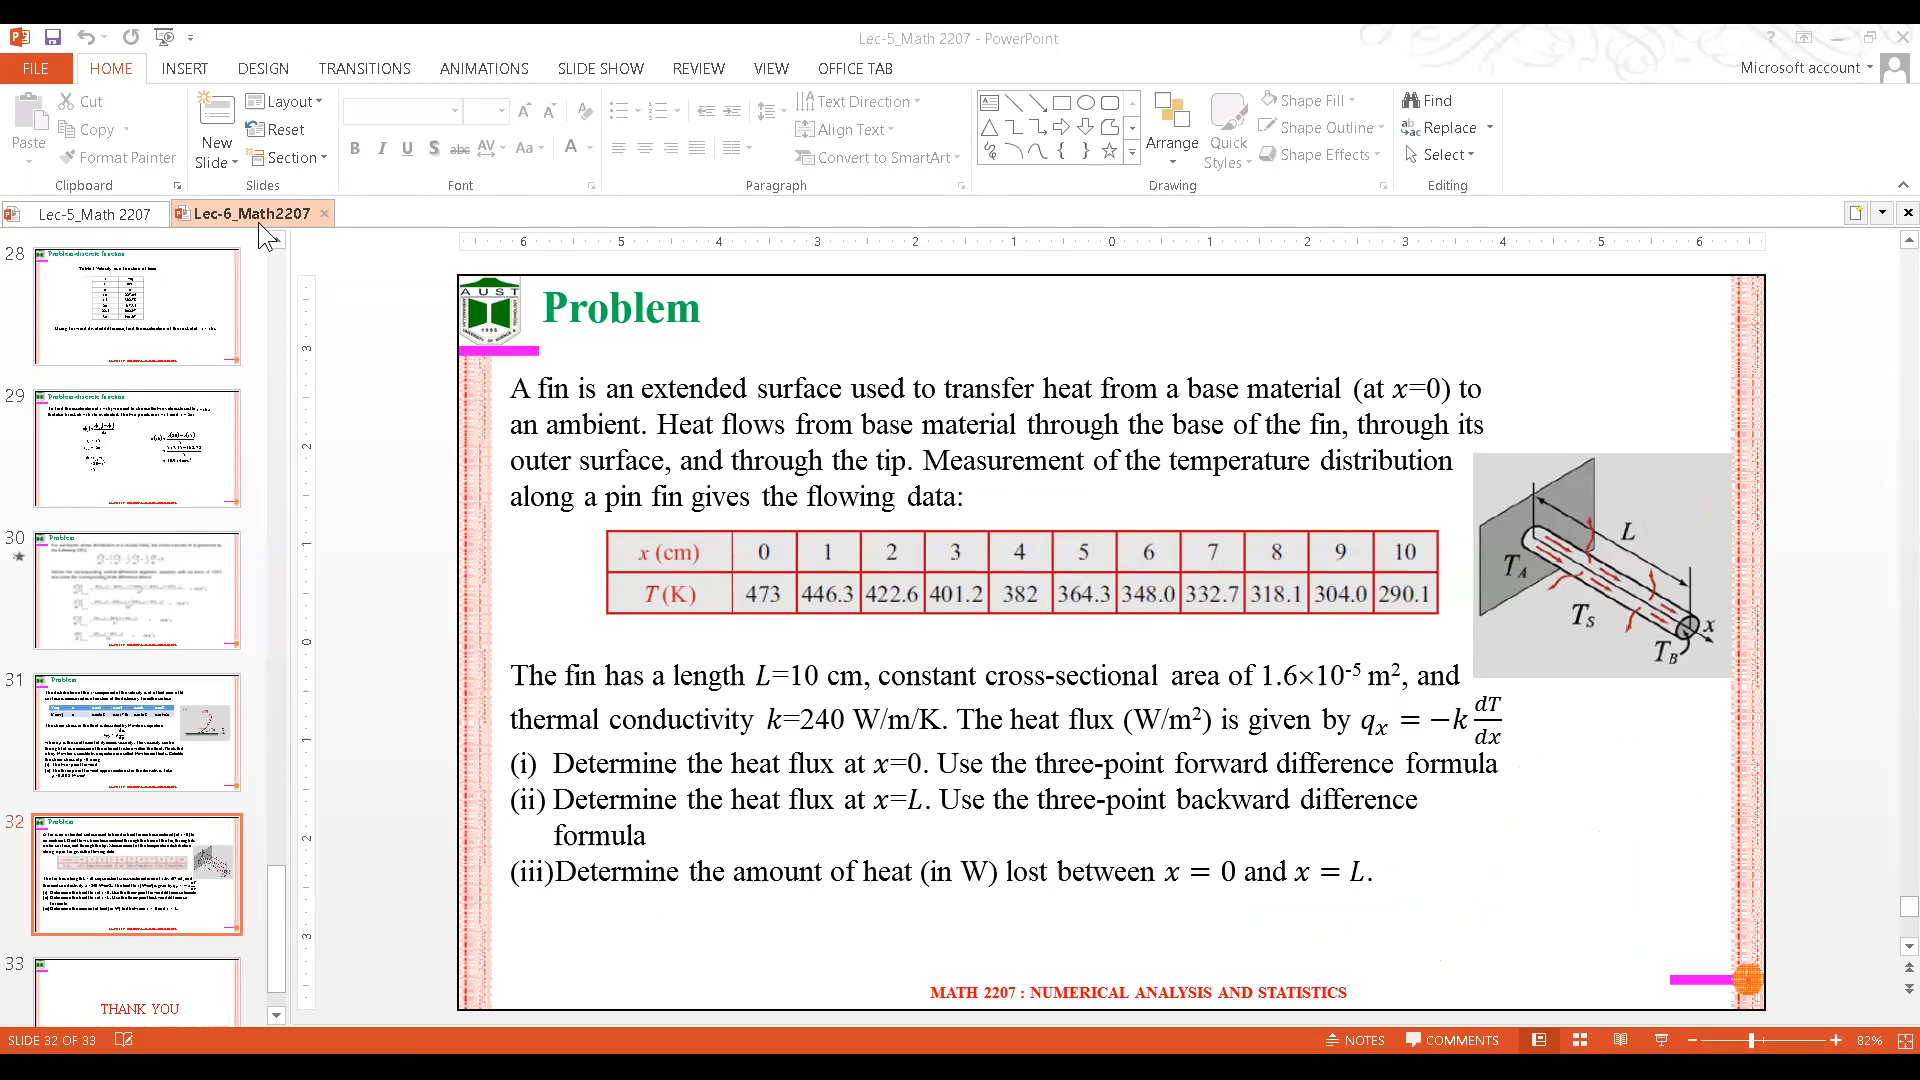 Lec-5_Math 2207 - PowerPoint
Microsoft account
FILE HOME INSERT DESIGN TRANSITIONS ANIMATIONS SLIDE SHOW REVIEW VIEW OFFICE TAB
Paste
Cut
Copy
Format Painter
Clipboard
New
Slide
Layout
Reset
Section
Slides
Font
Text Direction
Align Text
Convert to SmartArt
Paragraph
Arrange
Quick
Styles
Shape Fill
Shape Outline
Shape Effects
Drawing
Find
Replace
Select
Editing
Lec-5_Math 2207
Lec-6_Math2207
28
29
30
31
32
33
THANK YOU
AUST
1995
Problem
A fin is an extended surface used to transfer heat from a base material (at x=0) to
an ambient. Heat flows from base material through the base of the fin, through its
outer surface, and through the tip. Measurement of the temperature distribution
along a pin fin gives the flowing data:
x (cm) 0 1 2 3 4 5 6 7 8 9 10
T (K) 473 446.3 422.6 401.2 382 364.3 348.0 332.7 318.1 304.0 290.1
L
T_A
T_S
x
T_B
The fin has a length L=10 cm, constant cross-sectional area of 1.6×10⁻⁵ m², and
thermal conductivity k=240 W/m/K. The heat flux (W/m²) is given by qₓ = −k dT/dx
(i) Determine the heat flux at x=0. Use the three-point forward difference formula
(ii) Determine the heat flux at x=L. Use the three-point backward difference
formula
(iii)Determine the amount of heat (in W) lost between x = 0 and x = L.
MATH 2207 : NUMERICAL ANALYSIS AND STATISTICS
SLIDE 32 OF 33
NOTES
COMMENTS
82%